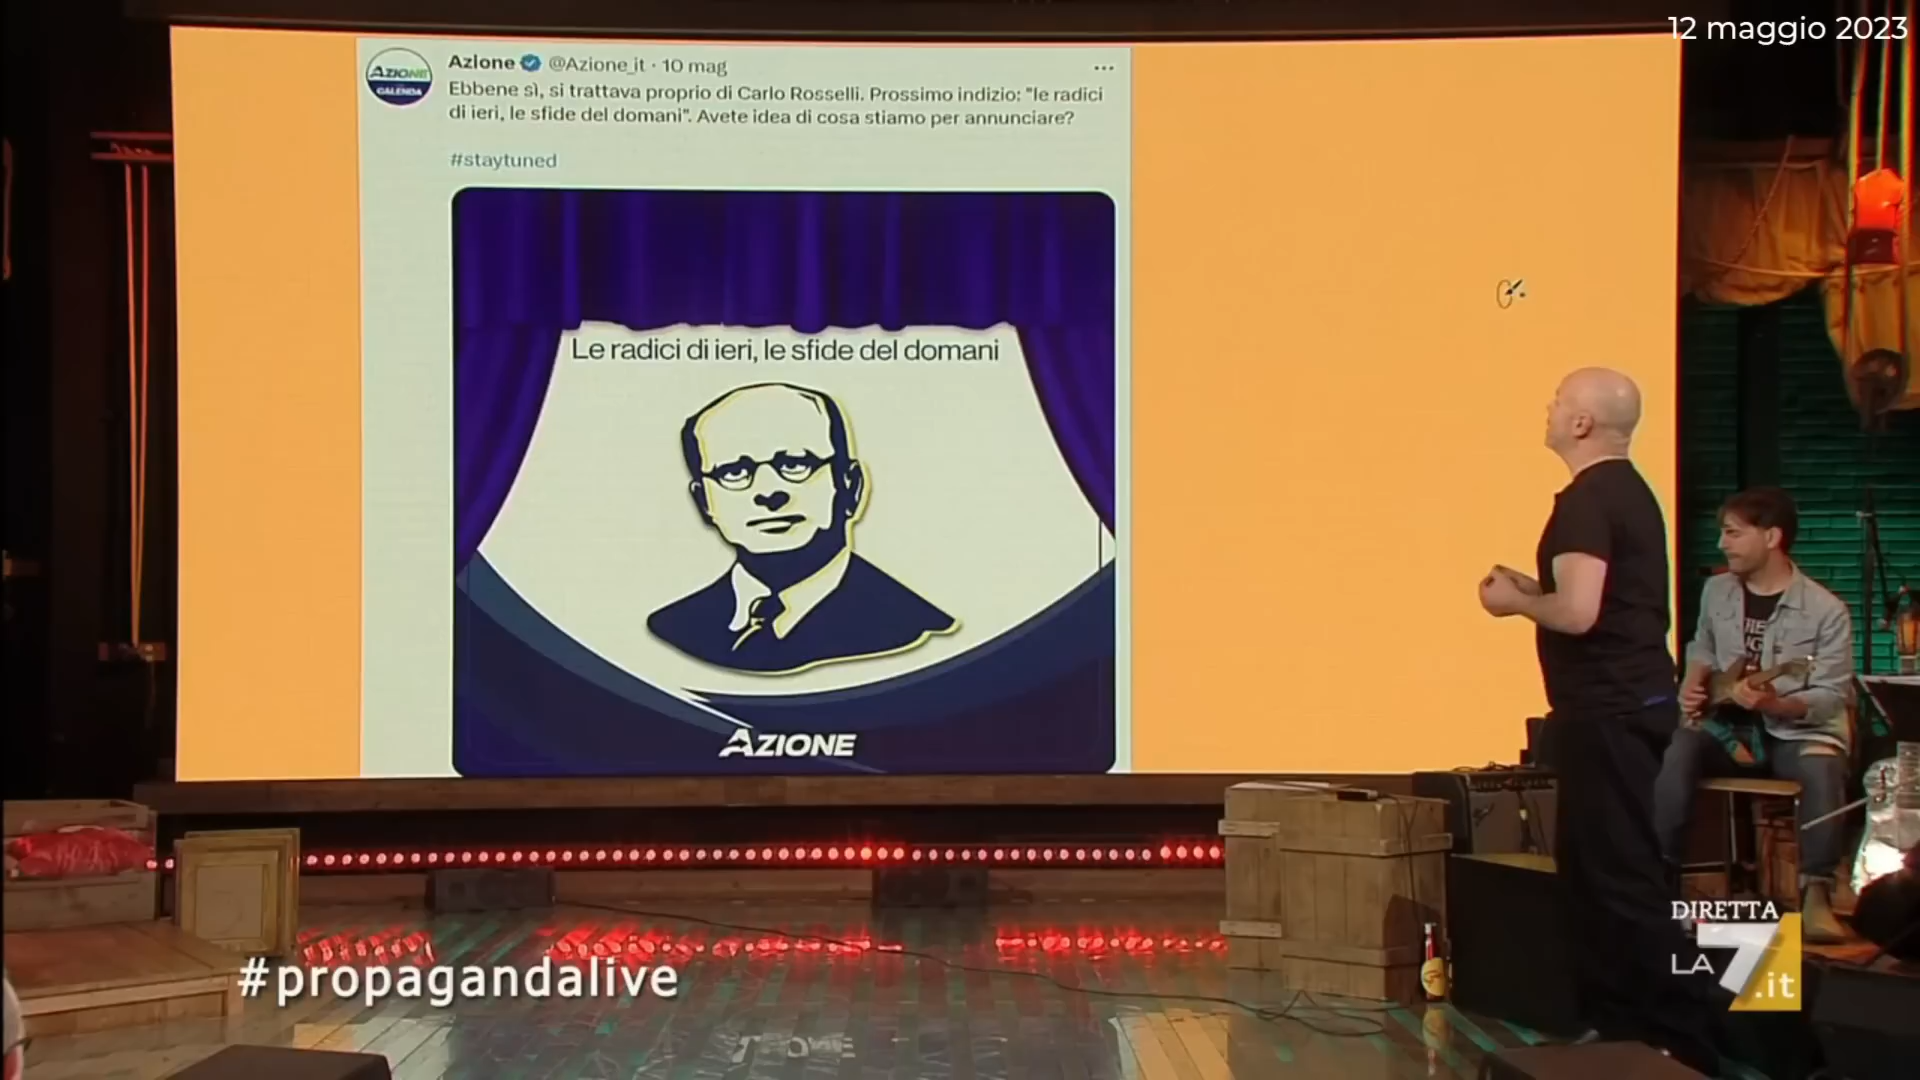 12 maggio 2023
Azione @Azione_it · 10 mag
Ebbene sì, si trattava proprio di Carlo Rosselli. Prossimo indizio: "le radici
di ieri, le sfide del domani". Avete idea di cosa stiamo per annunciare?
#staytuned
AZIONE
CALENDA
Le radici di ieri, le sfide del domani
AZIONE
#propagandalive
DIRETTA
LA7.it